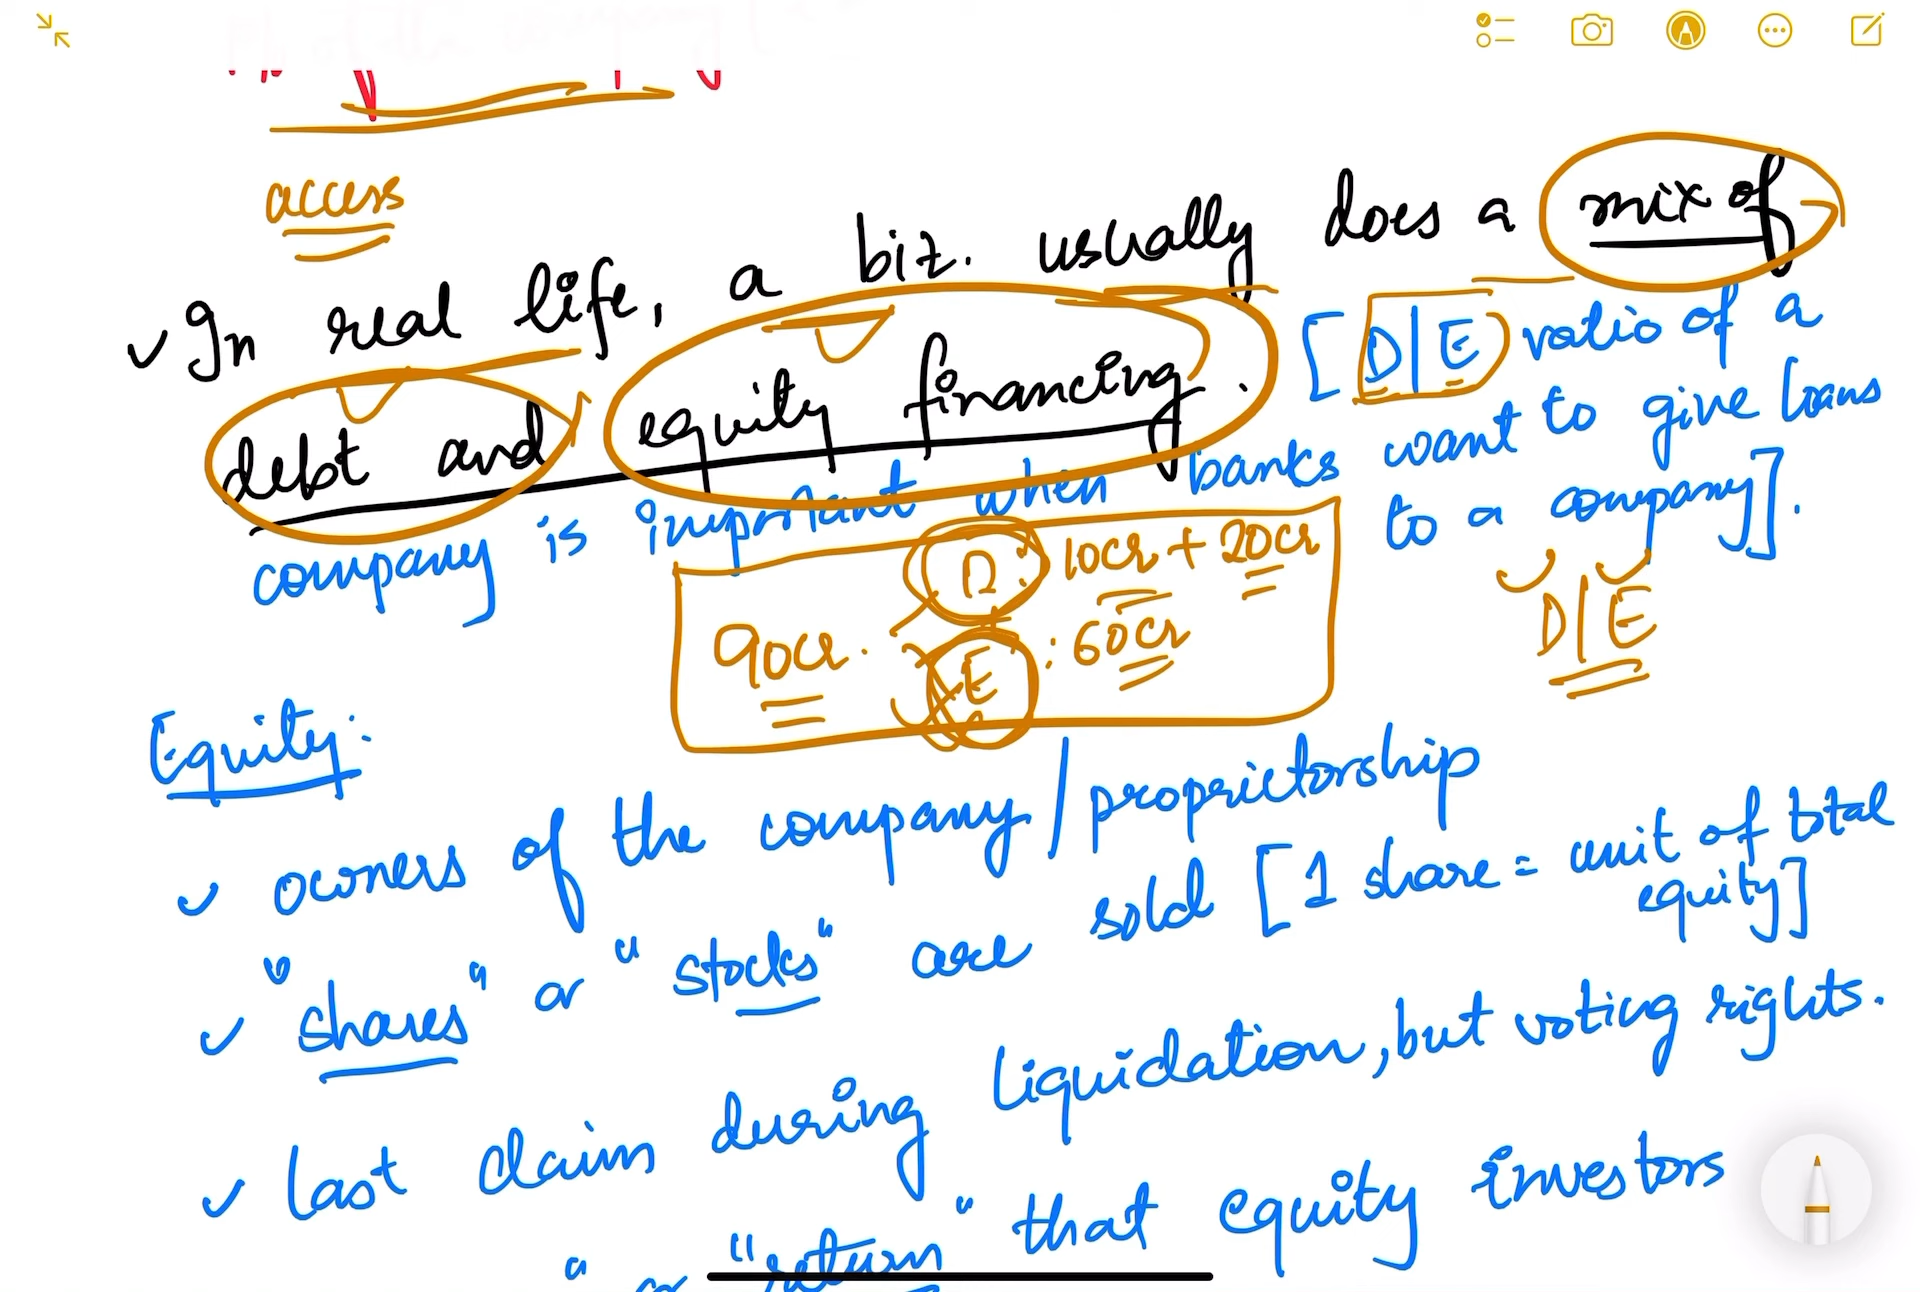 access
✓ In real life, a biz. usually does a mix of
debt and equity financing. [D|E ratio of a
company is important when banks want to give loans
to a company].
D: 10cr + 20cr
90cr.
E: 60cr
D|E
Equity:
✓ owners of the company/proprietorship
✓ "shares" or "stocks" are sold [1 share = unit of total
equity]
✓ last claim during liquidation, but voting rights.
" or "return" that equity investors